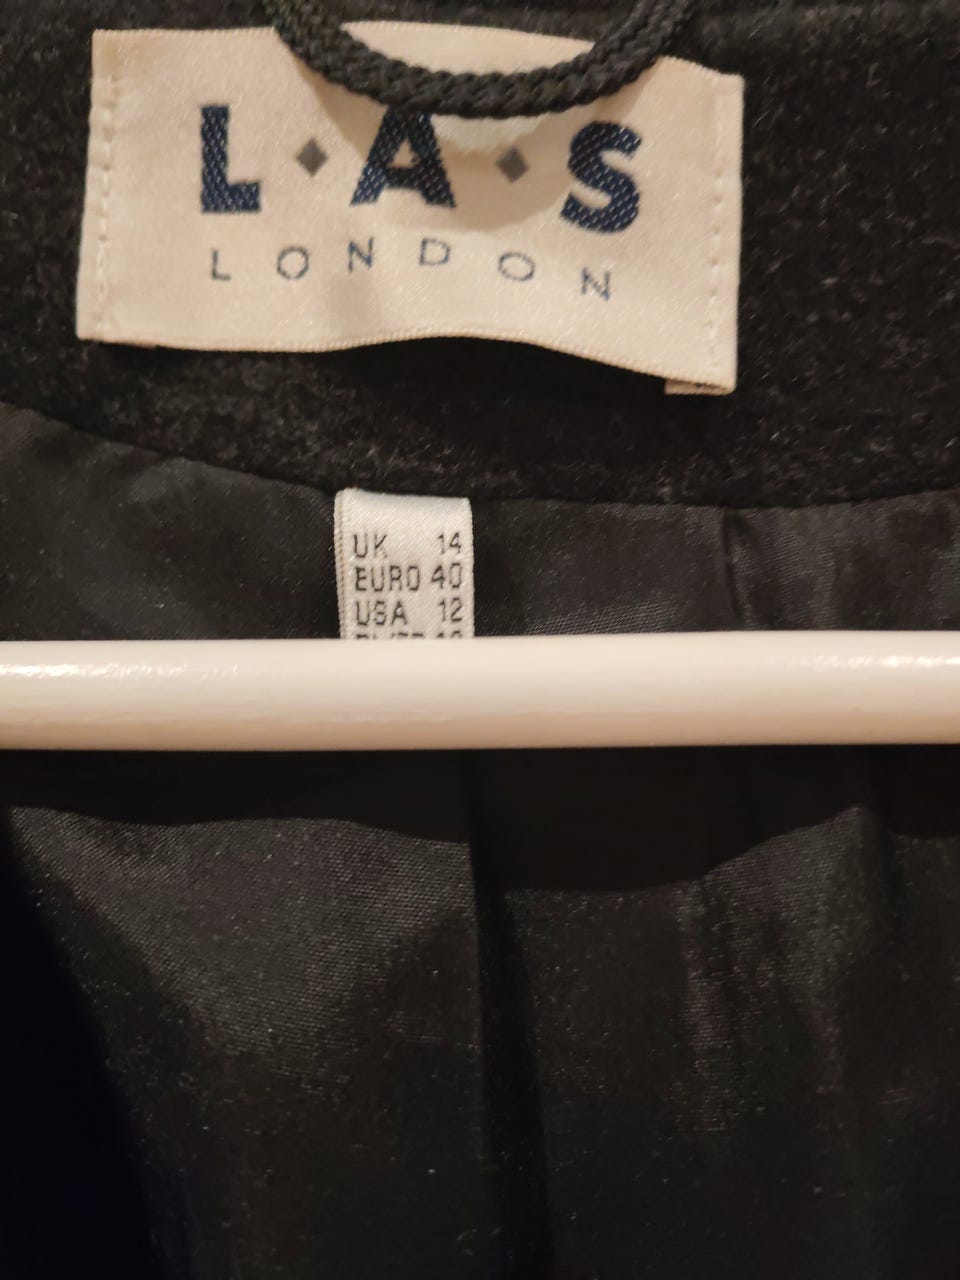 L◆A◆S
LONDON
UK 14
EURO 40
USA 12